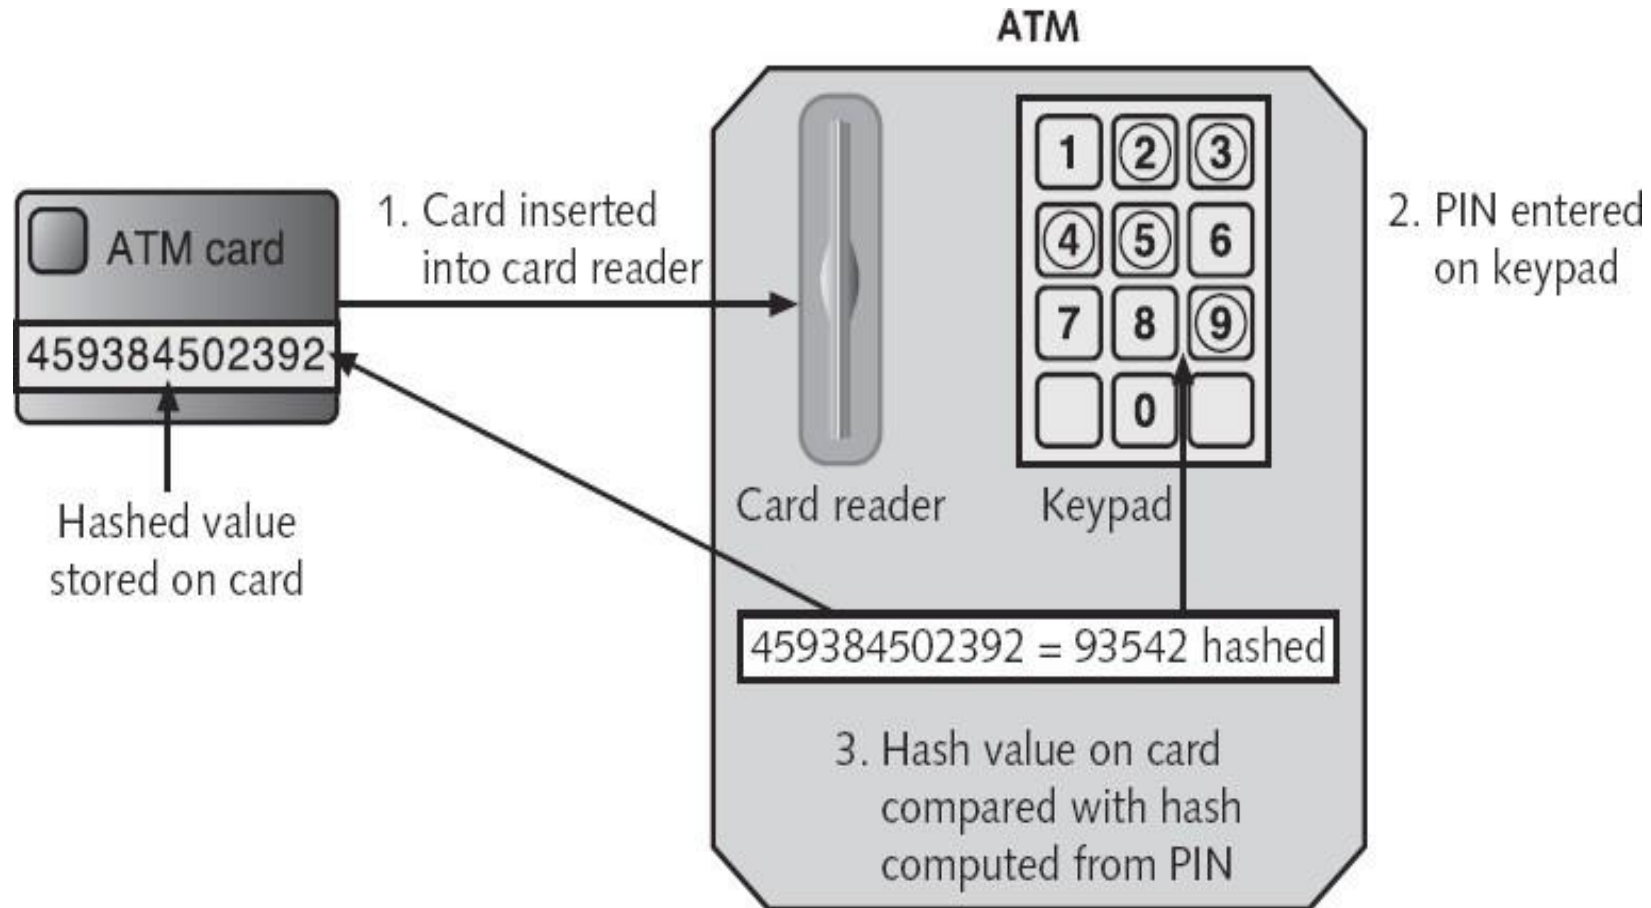 ATM
ATM card
459384502392
Hashed value
stored on card
1. Card inserted
into card reader
1 2 3
4 5 6
7 8 9
0
Card reader
Keypad
2. PIN entered
on keypad
459384502392 = 93542 hashed
3. Hash value on card
compared with hash
computed from PIN